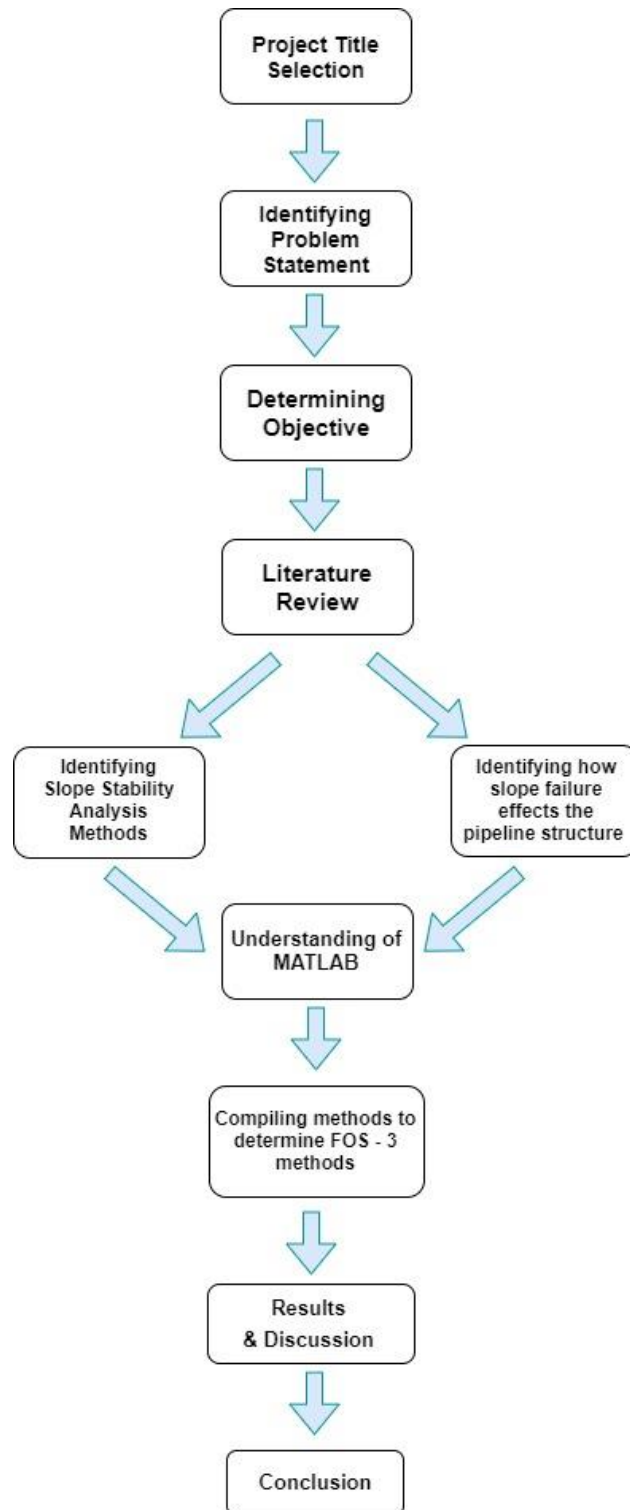 Project Title
Selection
Identifying
Problem
Statement
Determining
Objective
Literature
Review
Identifying
Slope Stability
Analysis
Methods
Identifying how
slope failure
effects the
pipeline structure
Understanding of
MATLAB
Compiling methods to
determine FOS - 3
methods
Results
& Discussion
Conclusion